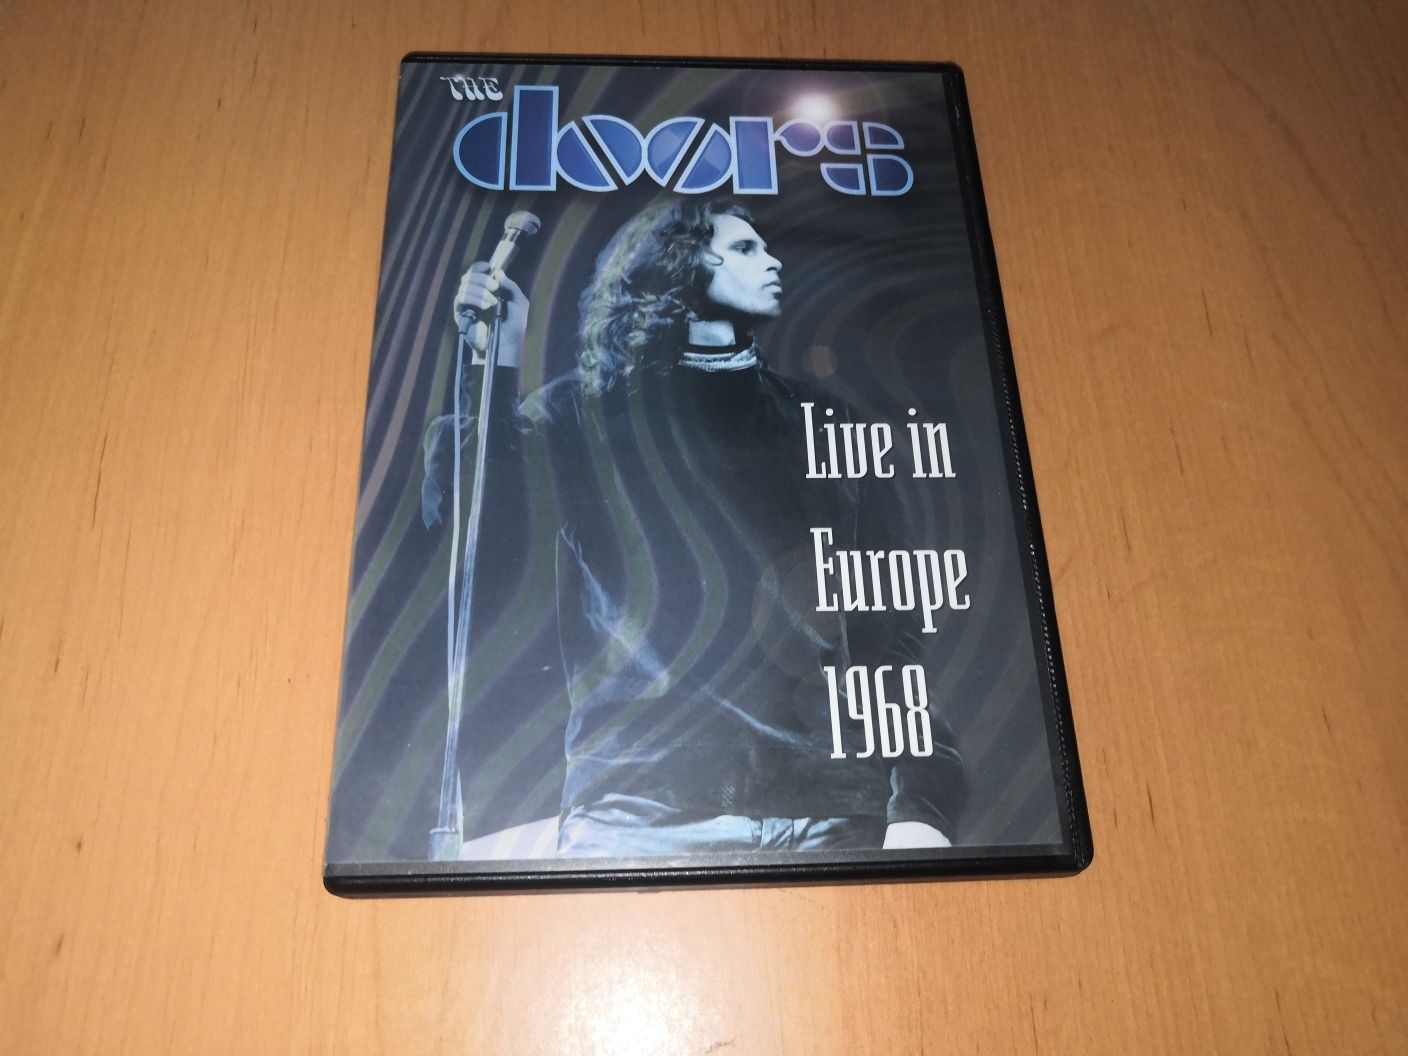 THE
doors
Live in
Europe
1968